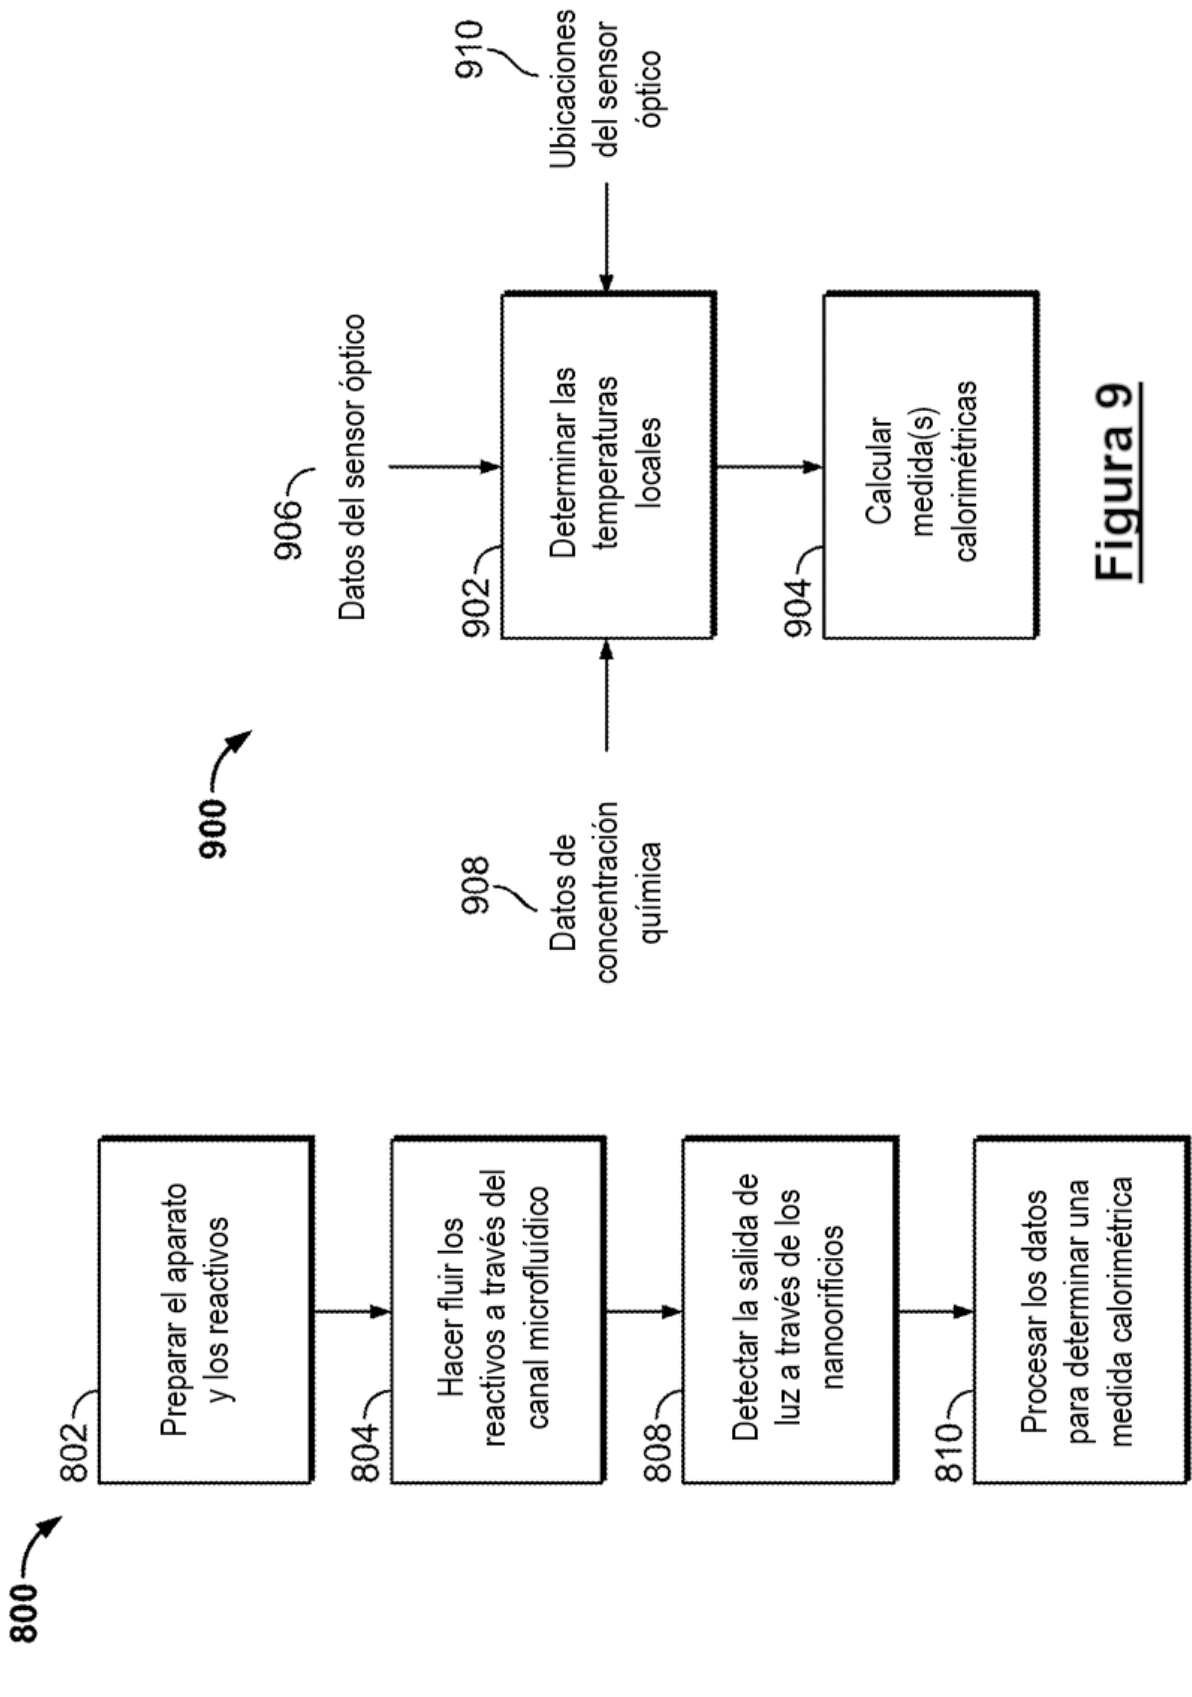 800
802
Preparar el aparato
y los reactivos
804
Hacer fluir los
reactivos a través del
canal microfluídico
808
Detectar la salida de
luz a través de los
nanoorificios
810
Procesar los datos
para determinar una
medida calorimétrica
900
906
Datos del sensor óptico
908
Datos de
concentración
química
902
Determinar las
temperaturas
locales
910
Ubicaciones
del sensor
óptico
904
Calcular
medida(s)
calorimétricas
Figura 9